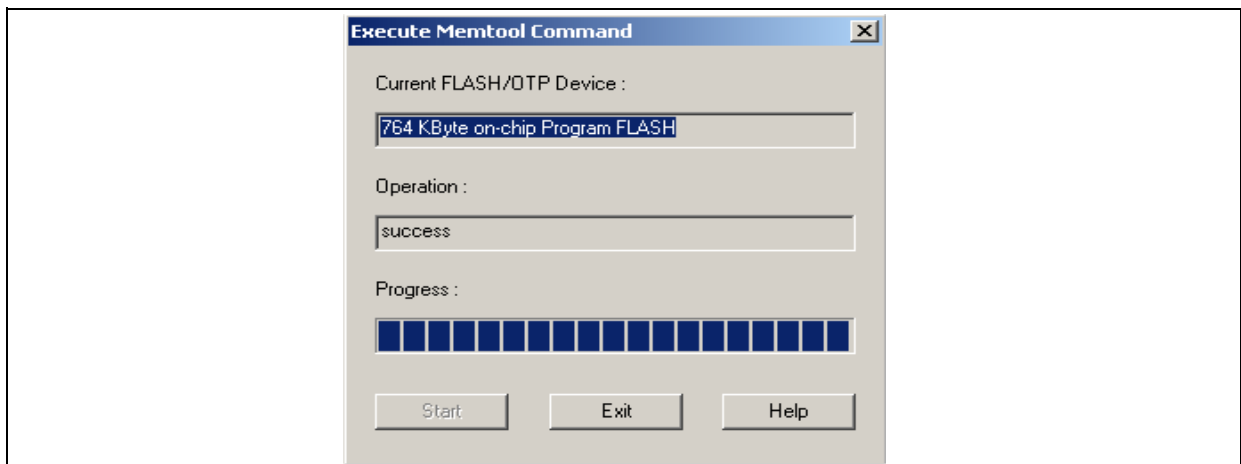 Execute Memtool Command
Current FLASH/OTP Device :
764 KByte on-chip Program FLASH
Operation :
success
Progress :
Start Exit Help